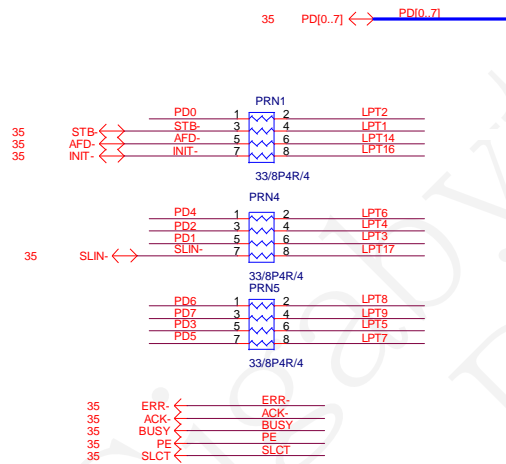 35 PD[0..7] PD[0..7]
PRN1
PD0 1 2 LPT2
35 STB- STB- 3 4 LPT1
35 AFD- AFD- 5 6 LPT14
35 INIT- INIT- 7 8 LPT16
33/8P4R/4
PRN4
PD4 1 2 LPT6
PD2 3 4 LPT4
PD1 5 6 LPT3
35 SLIN- SLIN- 7 8 LPT17
33/8P4R/4
PRN5
PD6 1 2 LPT8
PD7 3 4 LPT9
PD3 5 6 LPT5
PD5 7 8 LPT7
33/8P4R/4
35 ERR- ERR-
35 ACK- ACK-
35 BUSY BUSY
35 PE PE
35 SLCT SLCT